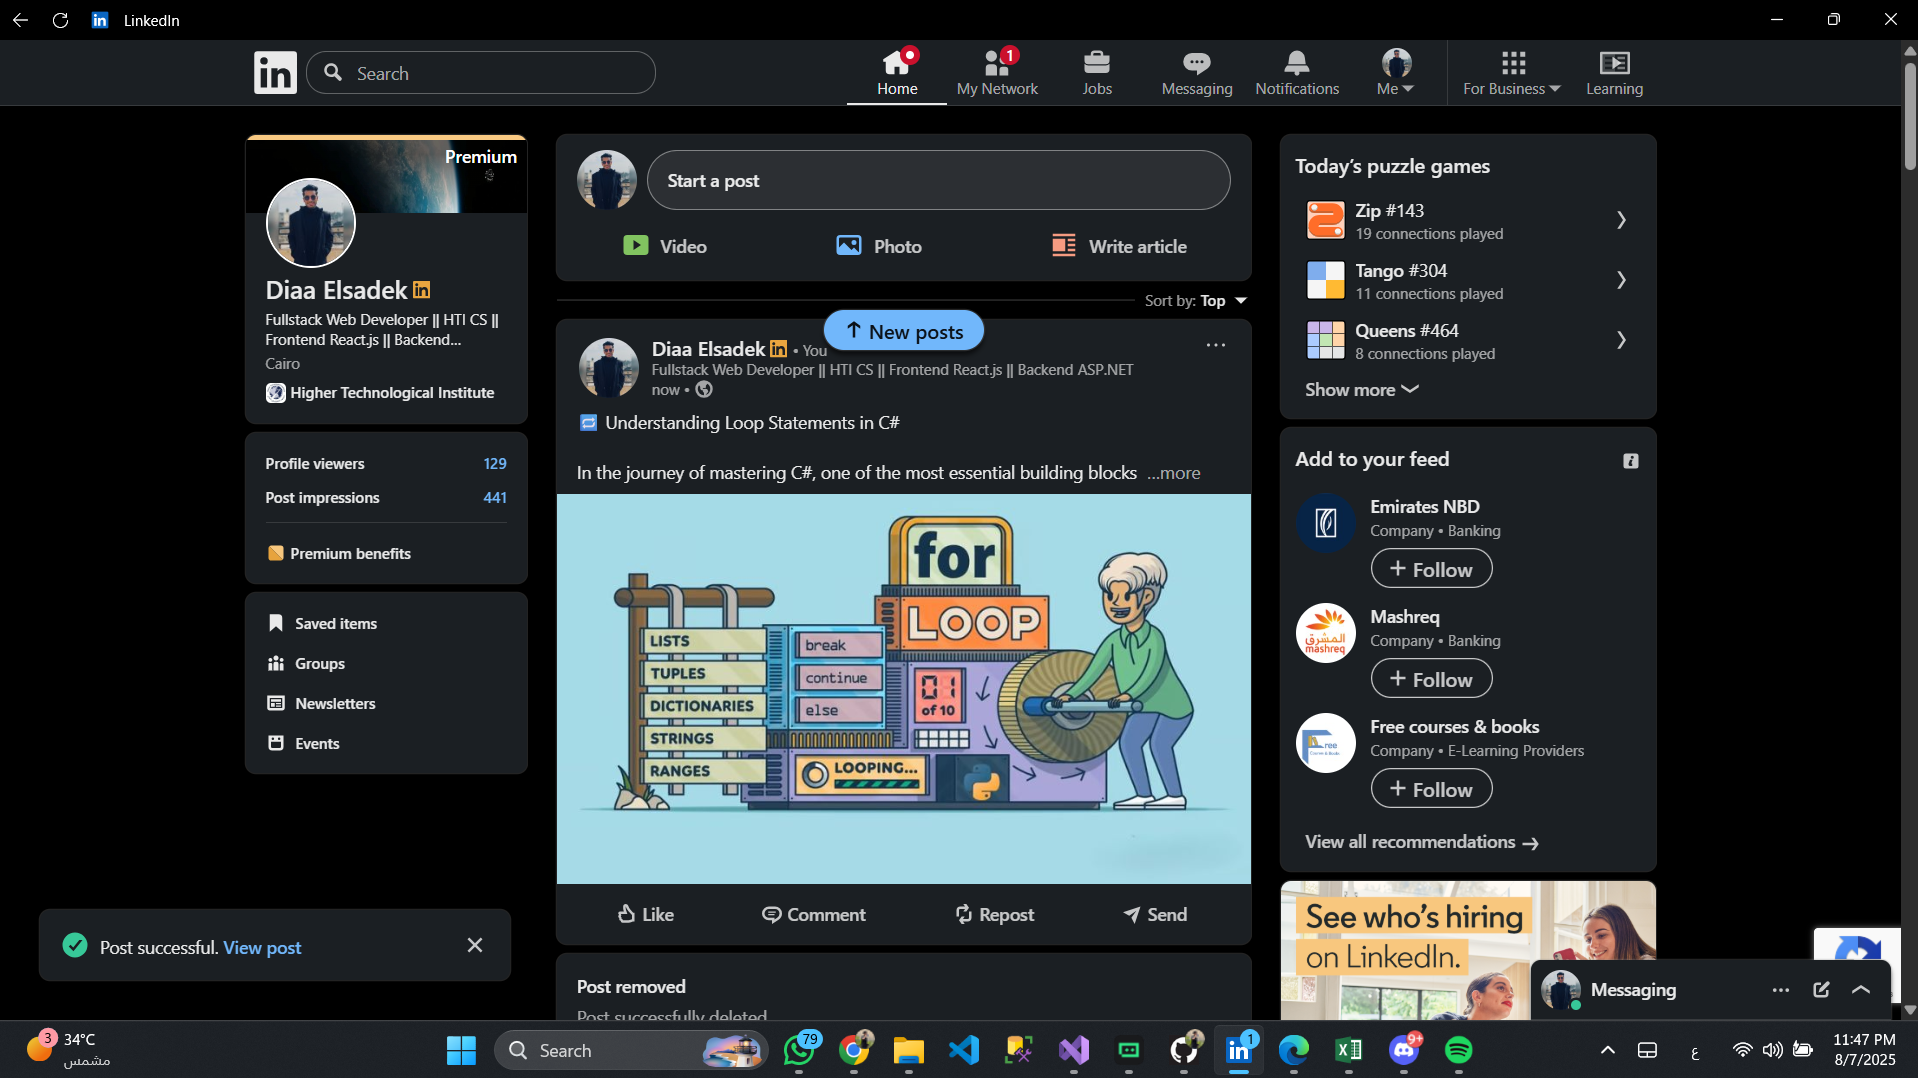 LinkedIn
in
Search
Home
1
My Network
Jobs
Messaging
Notifications
Me
For Business
Learning
Premium
Diaa Elsadek
Fullstack Web Developer || HTI CS ||
Frontend React.js || Backend...
Cairo
Higher Technological Institute
Profile viewers 129
Post impressions 441
Premium benefits
Saved items
Groups
Newsletters
Events
Start a post
Video
Photo
Write article
Sort by: Top
New posts
Diaa Elsadek in • You
Fullstack Web Developer || HTI CS || Frontend React.js || Backend ASP.NET
now •
Understanding Loop Statements in C#
In the journey of mastering C#, one of the most essential building blocks ...more
for
LOOP
LISTS
TUPLES
DICTIONARIES
STRINGS
RANGES
break
continue
else
01
of 10
LOOPING...
Like
Comment
Repost
Send
Post removed
Post successfully deleted
Today’s puzzle games
Zip #143
19 connections played
Tango #304
11 connections played
Queens #464
8 connections played
Show more
Add to your feed
Emirates NBD
Company • Banking
+ Follow
المشرق
mashreq
Mashreq
Company • Banking
+ Follow
Free courses & books
Company • E-Learning Providers
+ Follow
View all recommendations →
See who’s hiring
on LinkedIn.
Post successful. View post
Messaging
3
34°C
مشمس
Search
79
in
1
9+
ع
11:47 PM
8/7/2025